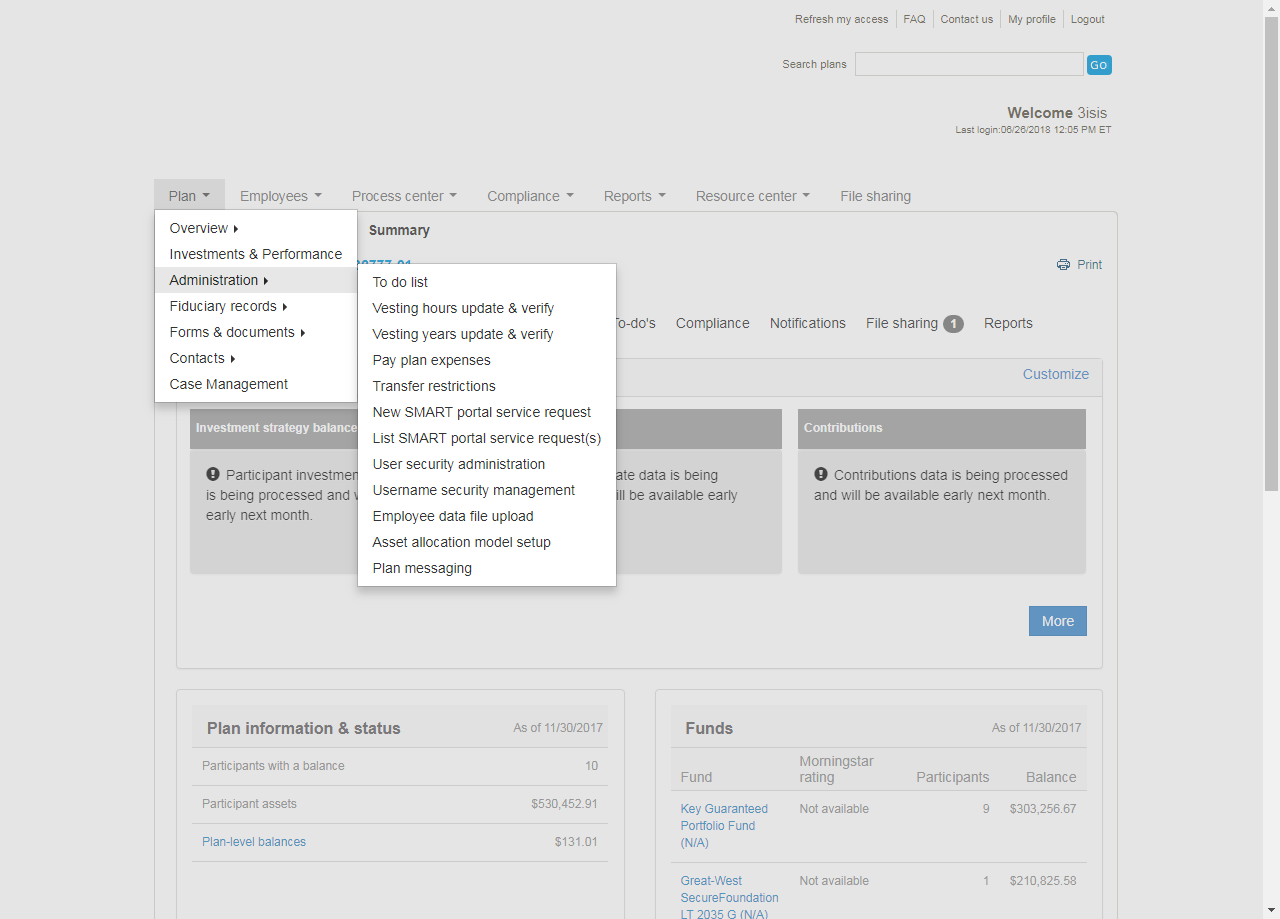 Refresh my access FAQ Contact us My profile Logout
Search plans Go
Welcome 3isis
Last login:06/26/2018 12:05 PM ET
Plan Employees Process center Compliance Reports Resource center File sharing
Overview
Investments & Performance
Administration
Fiduciary records
Forms & documents
Contacts
Case Management
Summary
Print
To do list
Vesting hours update & verify
Vesting years update & verify
Pay plan expenses
Transfer restrictions
New SMART portal service request
List SMART portal service request(s)
User security administration
Username security management
Employee data file upload
Asset allocation model setup
Plan messaging
To-do's Compliance Notifications File sharing 1 Reports
Customize
Investment strategy balance
Participant investmen
is being processed and
early next month.
ate data is being
ill be available early
Contributions
Contributions data is being processed
and will be available early next month.
More
Plan information & status As of 11/30/2017
Participants with a balance 10
Participant assets $530,452.91
Plan-level balances $131.01
Funds As of 11/30/2017
Fund Morningstar rating Participants Balance
Key Guaranteed Not available 9 $303,256.67
Portfolio Fund
(N/A)
Great-West Not available 1 $210,825.58
SecureFoundation
LT 2035 G (N/A)